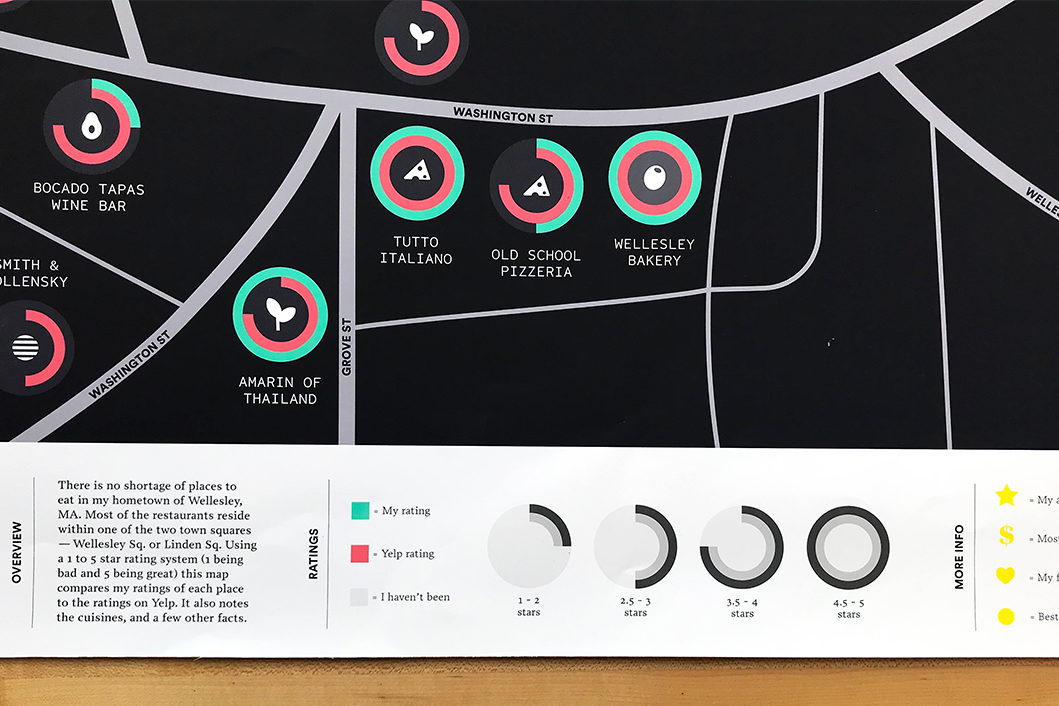 WASHINGTON ST
BOCADO TAPAS
WINE BAR
TUTTO
ITALIANO
OLD SCHOOL
PIZZERIA
WELLESLEY
BAKERY
SMITH &
WASHINGTON ST
GROVE ST
AMARIN OF
THAILAND
OVERVIEW
There is no shortage of places to
eat in my hometown of Wellesley,
MA. Most of the restaurants reside
within one of the two town squares
— Wellesley Sq. or Linden Sq. Using
a 1 to 5 star rating system (1 being
bad and 5 being great) this map
compares my ratings of each place
to the ratings on Yelp. It also notes
the cuisines, and a few other facts.
RATINGS
= My rating
= Yelp rating
= I haven't been
1 - 2
stars
2.5 - 3
stars
3.5 - 4
stars
4.5 - 5
stars
MORE INFO
= My
$ = Most
= My
= Best